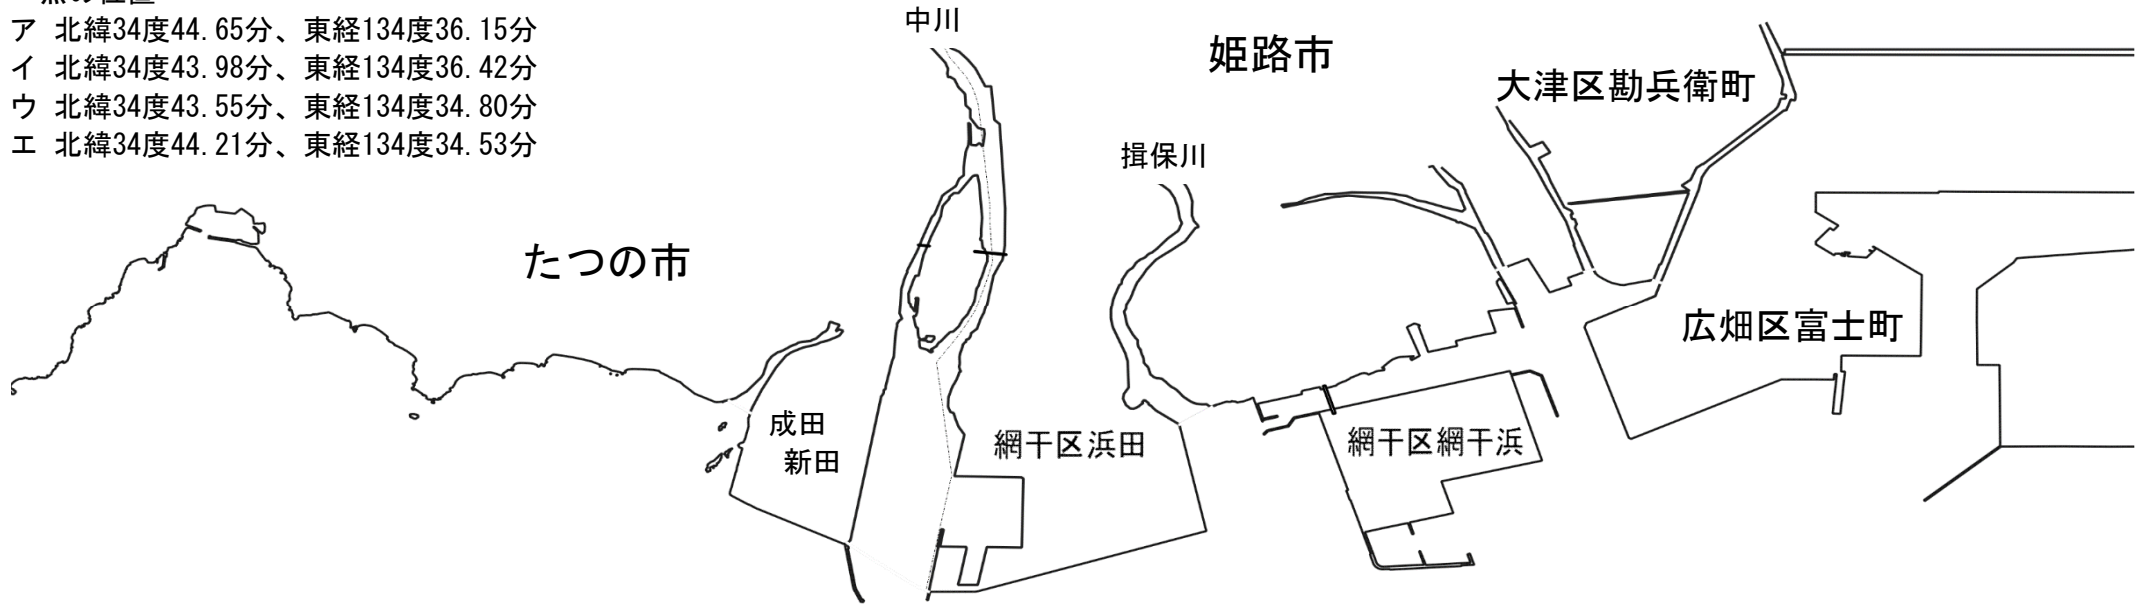 点の位置
ア 北緯34度44.65分、東経134度36.15分
イ 北緯34度43.98分、東経134度36.42分
ウ 北緯34度43.55分、東経134度34.80分
エ 北緯34度44.21分、東経134度34.53分
中川
姫路市
大津区勘兵衛町
揖保川
たつの市
広畑区富士町
成田
新田
網干区浜田
網干区網干浜